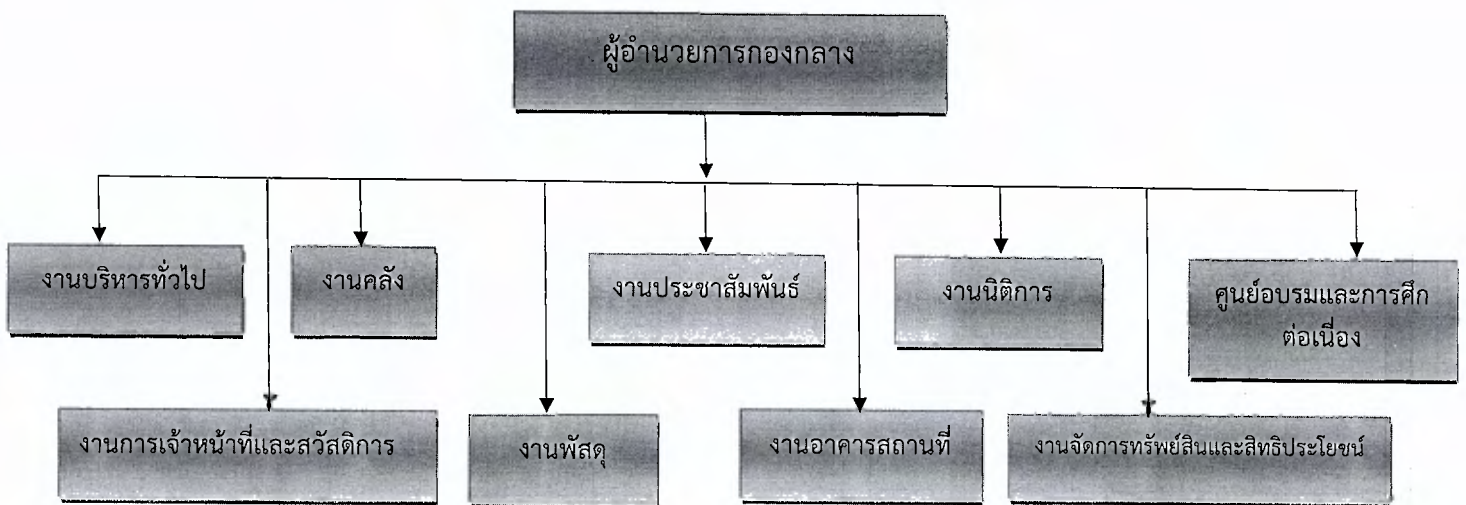 ผู้อำนวยการกองกลาง
งานบริหารทั่วไป
งานคลัง
งานประชาสัมพันธ์
งานนิติการ
ศูนย์อบรมและการศึก
ต่อเนื่อง
งานการเจ้าหน้าที่และสวัสดิการ
งานพัสดุ
งานอาคารสถานที่
งานจัดการทรัพย์สินและสิทธิประโยชน์